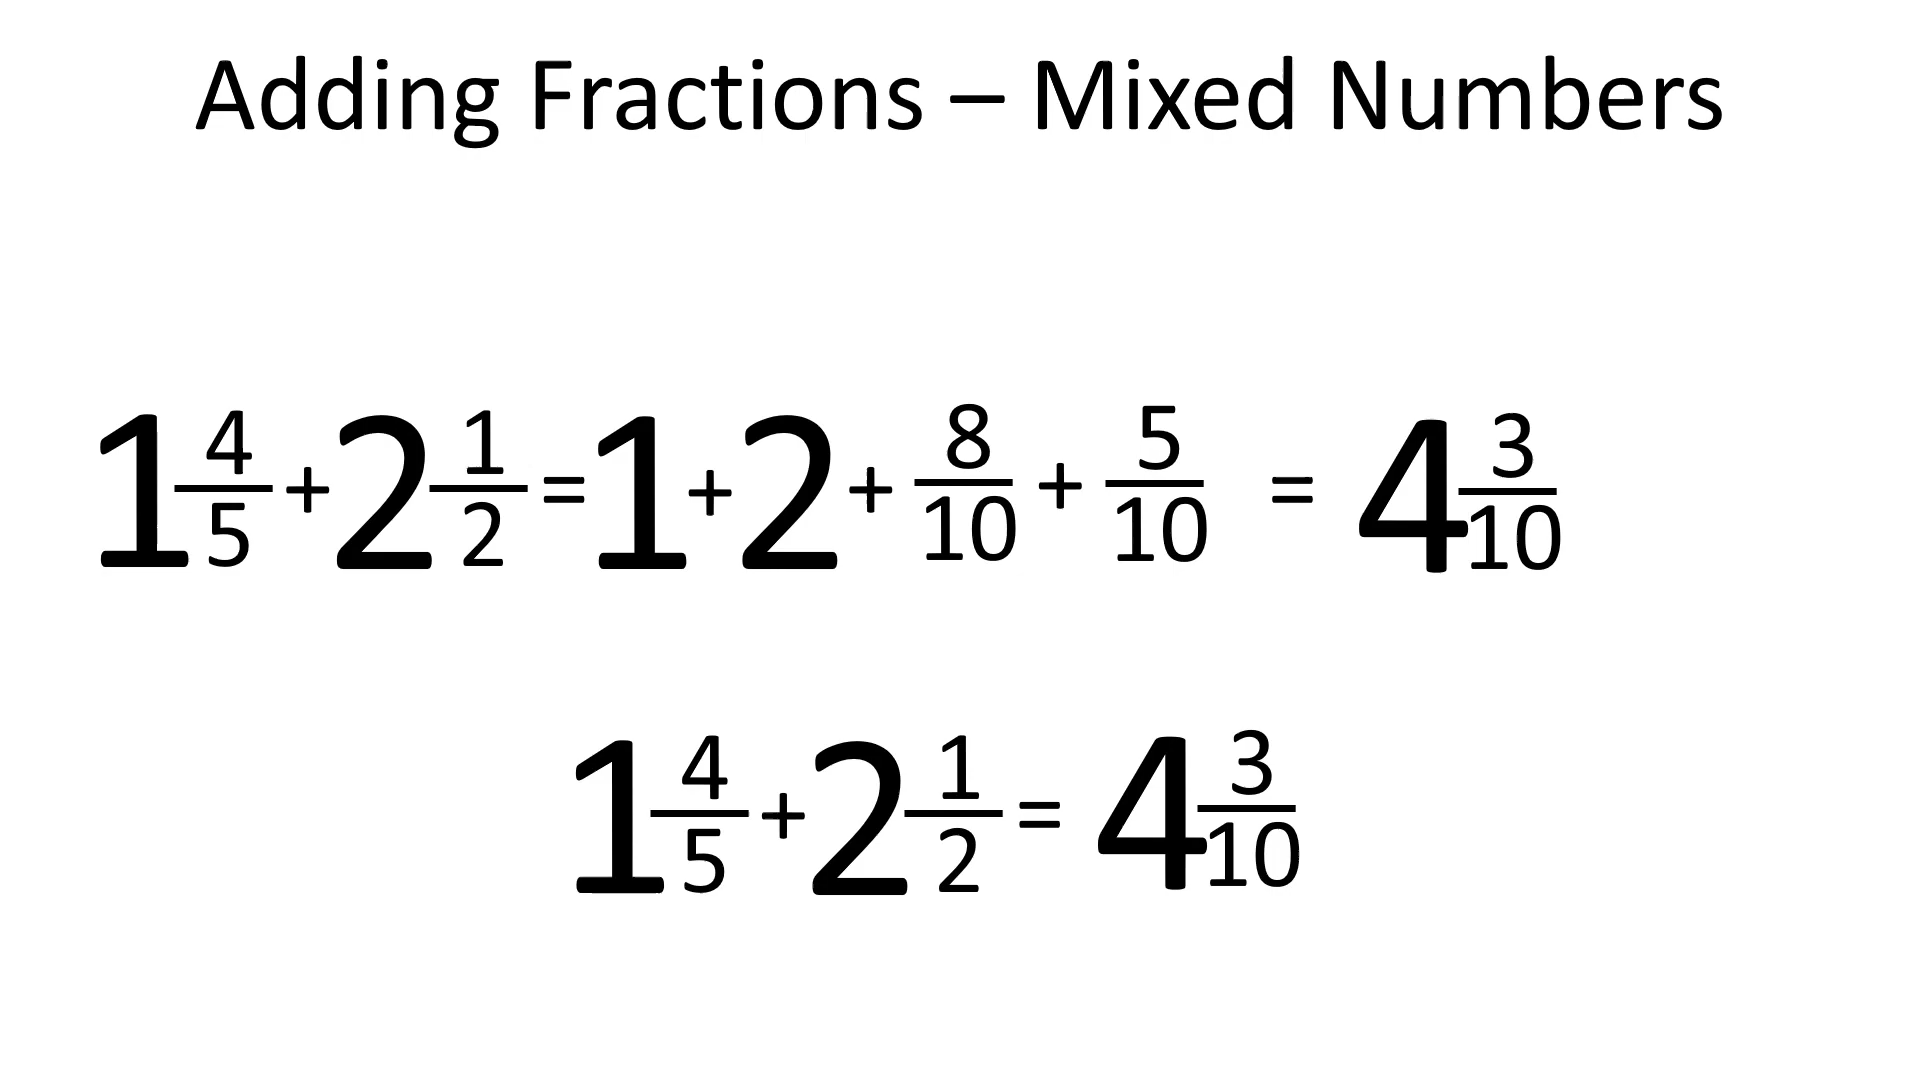 Adding Fractions – Mixed Numbers
1 4/5 + 2 1/2 = 1 + 2 + 8/10 + 5/10 = 4 3/10
1 4/5 + 2 1/2 = 4 3/10